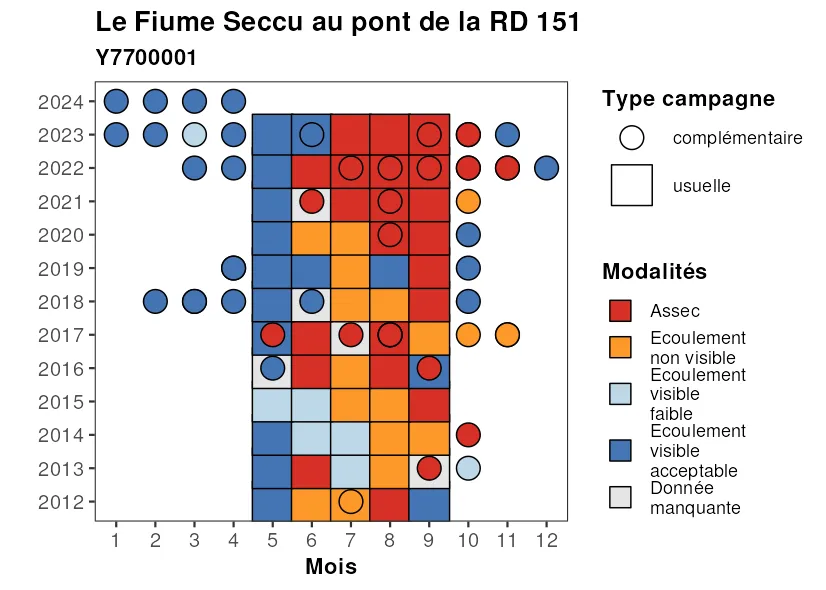 Le Fiume Seccu au pont de la RD 151
Y7700001
2024
2023
2022
2021
2020
2019
2018
2017
2016
2015
2014
2013
2012
1 2 3 4 5 6 7 8 9 10 11 12
Mois
Type campagne
complémentaire
usuelle
Modalités
Assec
Ecoulement
non visible
Ecoulement
visible
faible
Ecoulement
visible
acceptable
Donnée
manquante